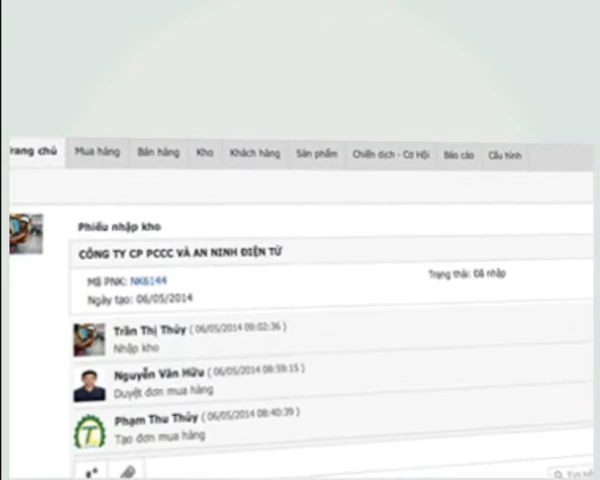 Trang chủ Mua hàng Bán hàng Kho Khách hàng Sản phẩm Chiến dịch - Cơ Hội Báo cáo Cấu hình
Phiếu nhập kho
CÔNG TY CP PCCC VÀ AN NINH ĐIỆN TỬ
Mã PNK: NK6144 Trạng thái: Đã nhập
Ngày tạo: 06/05/2014
Trần Thị Thúy ( 06/05/2014 09:02:36 )
Nhập kho
Nguyễn Văn Hữu ( 06/05/2014 08:59:15 )
Duyệt đơn mua hàng
Phạm Thu Thủy ( 06/05/2014 08:40:39 )
Tạo đơn mua hàng